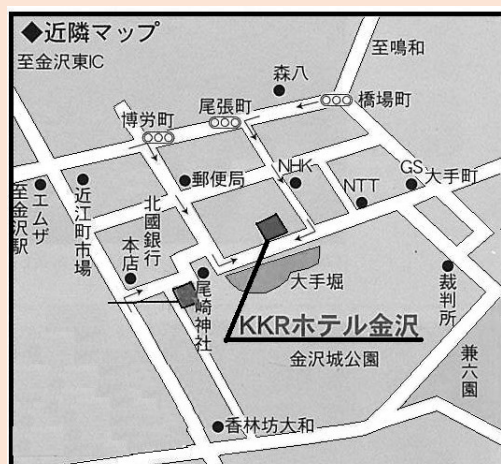 ◆近隣マップ
至金沢東IC
至鳴和
森八
尾張町
橋場町
博労町
NHK
GS
大手町
郵便局
NTT
至金沢駅
エムザ
近江町市場
北國銀行
本店
尾崎神社
大手堀
裁判所
KKRホテル金沢
金沢城公園
兼六園
香林坊大和